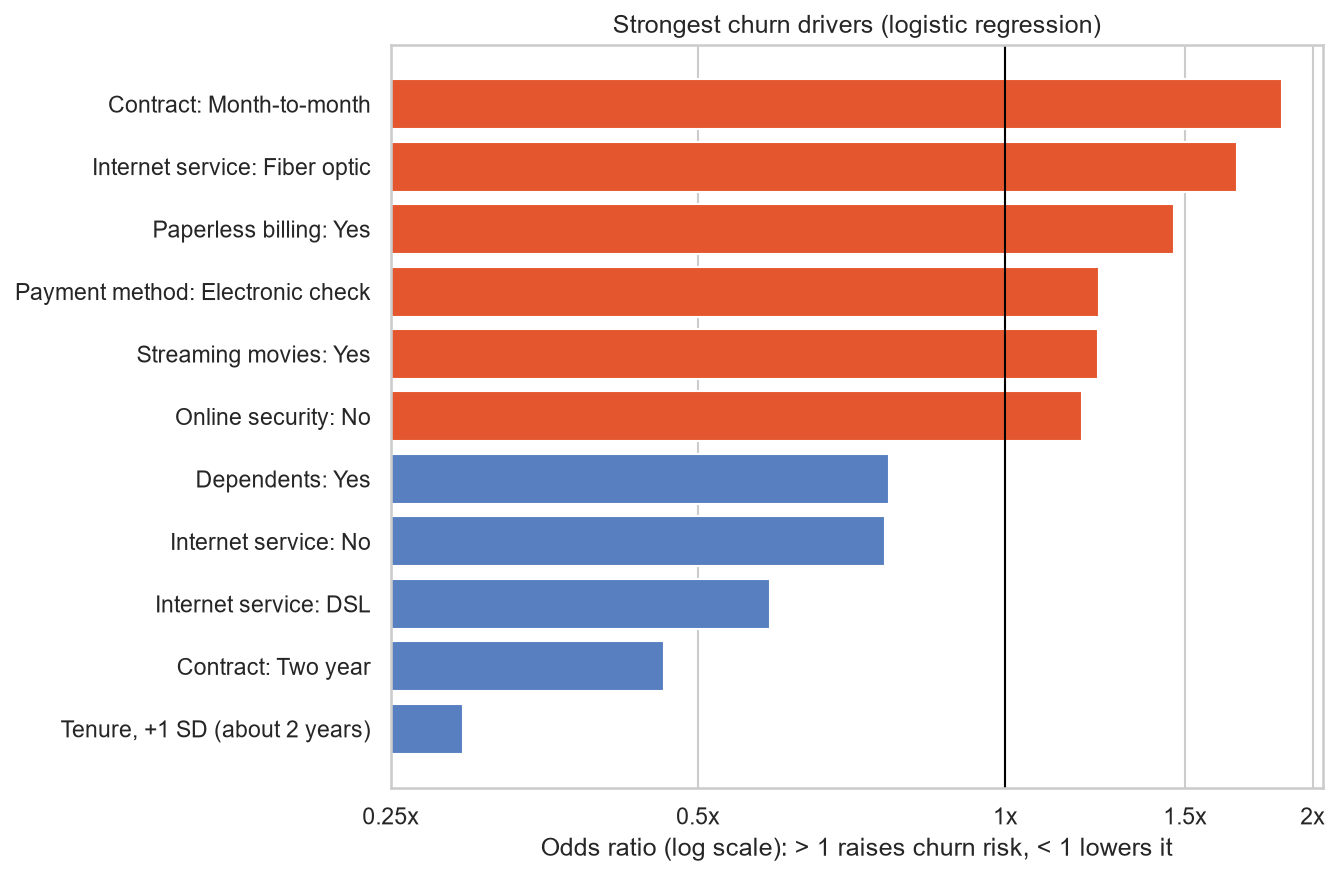 Strongest churn drivers (logistic regression)
Contract: Month-to-month
Internet service: Fiber optic
Paperless billing: Yes
Payment method: Electronic check
Streaming movies: Yes
Online security: No
Dependents: Yes
Internet service: No
Internet service: DSL
Contract: Two year
Tenure, +1 SD (about 2 years)
0.25x 0.5x 1x 1.5x 2x
Odds ratio (log scale): > 1 raises churn risk, < 1 lowers it